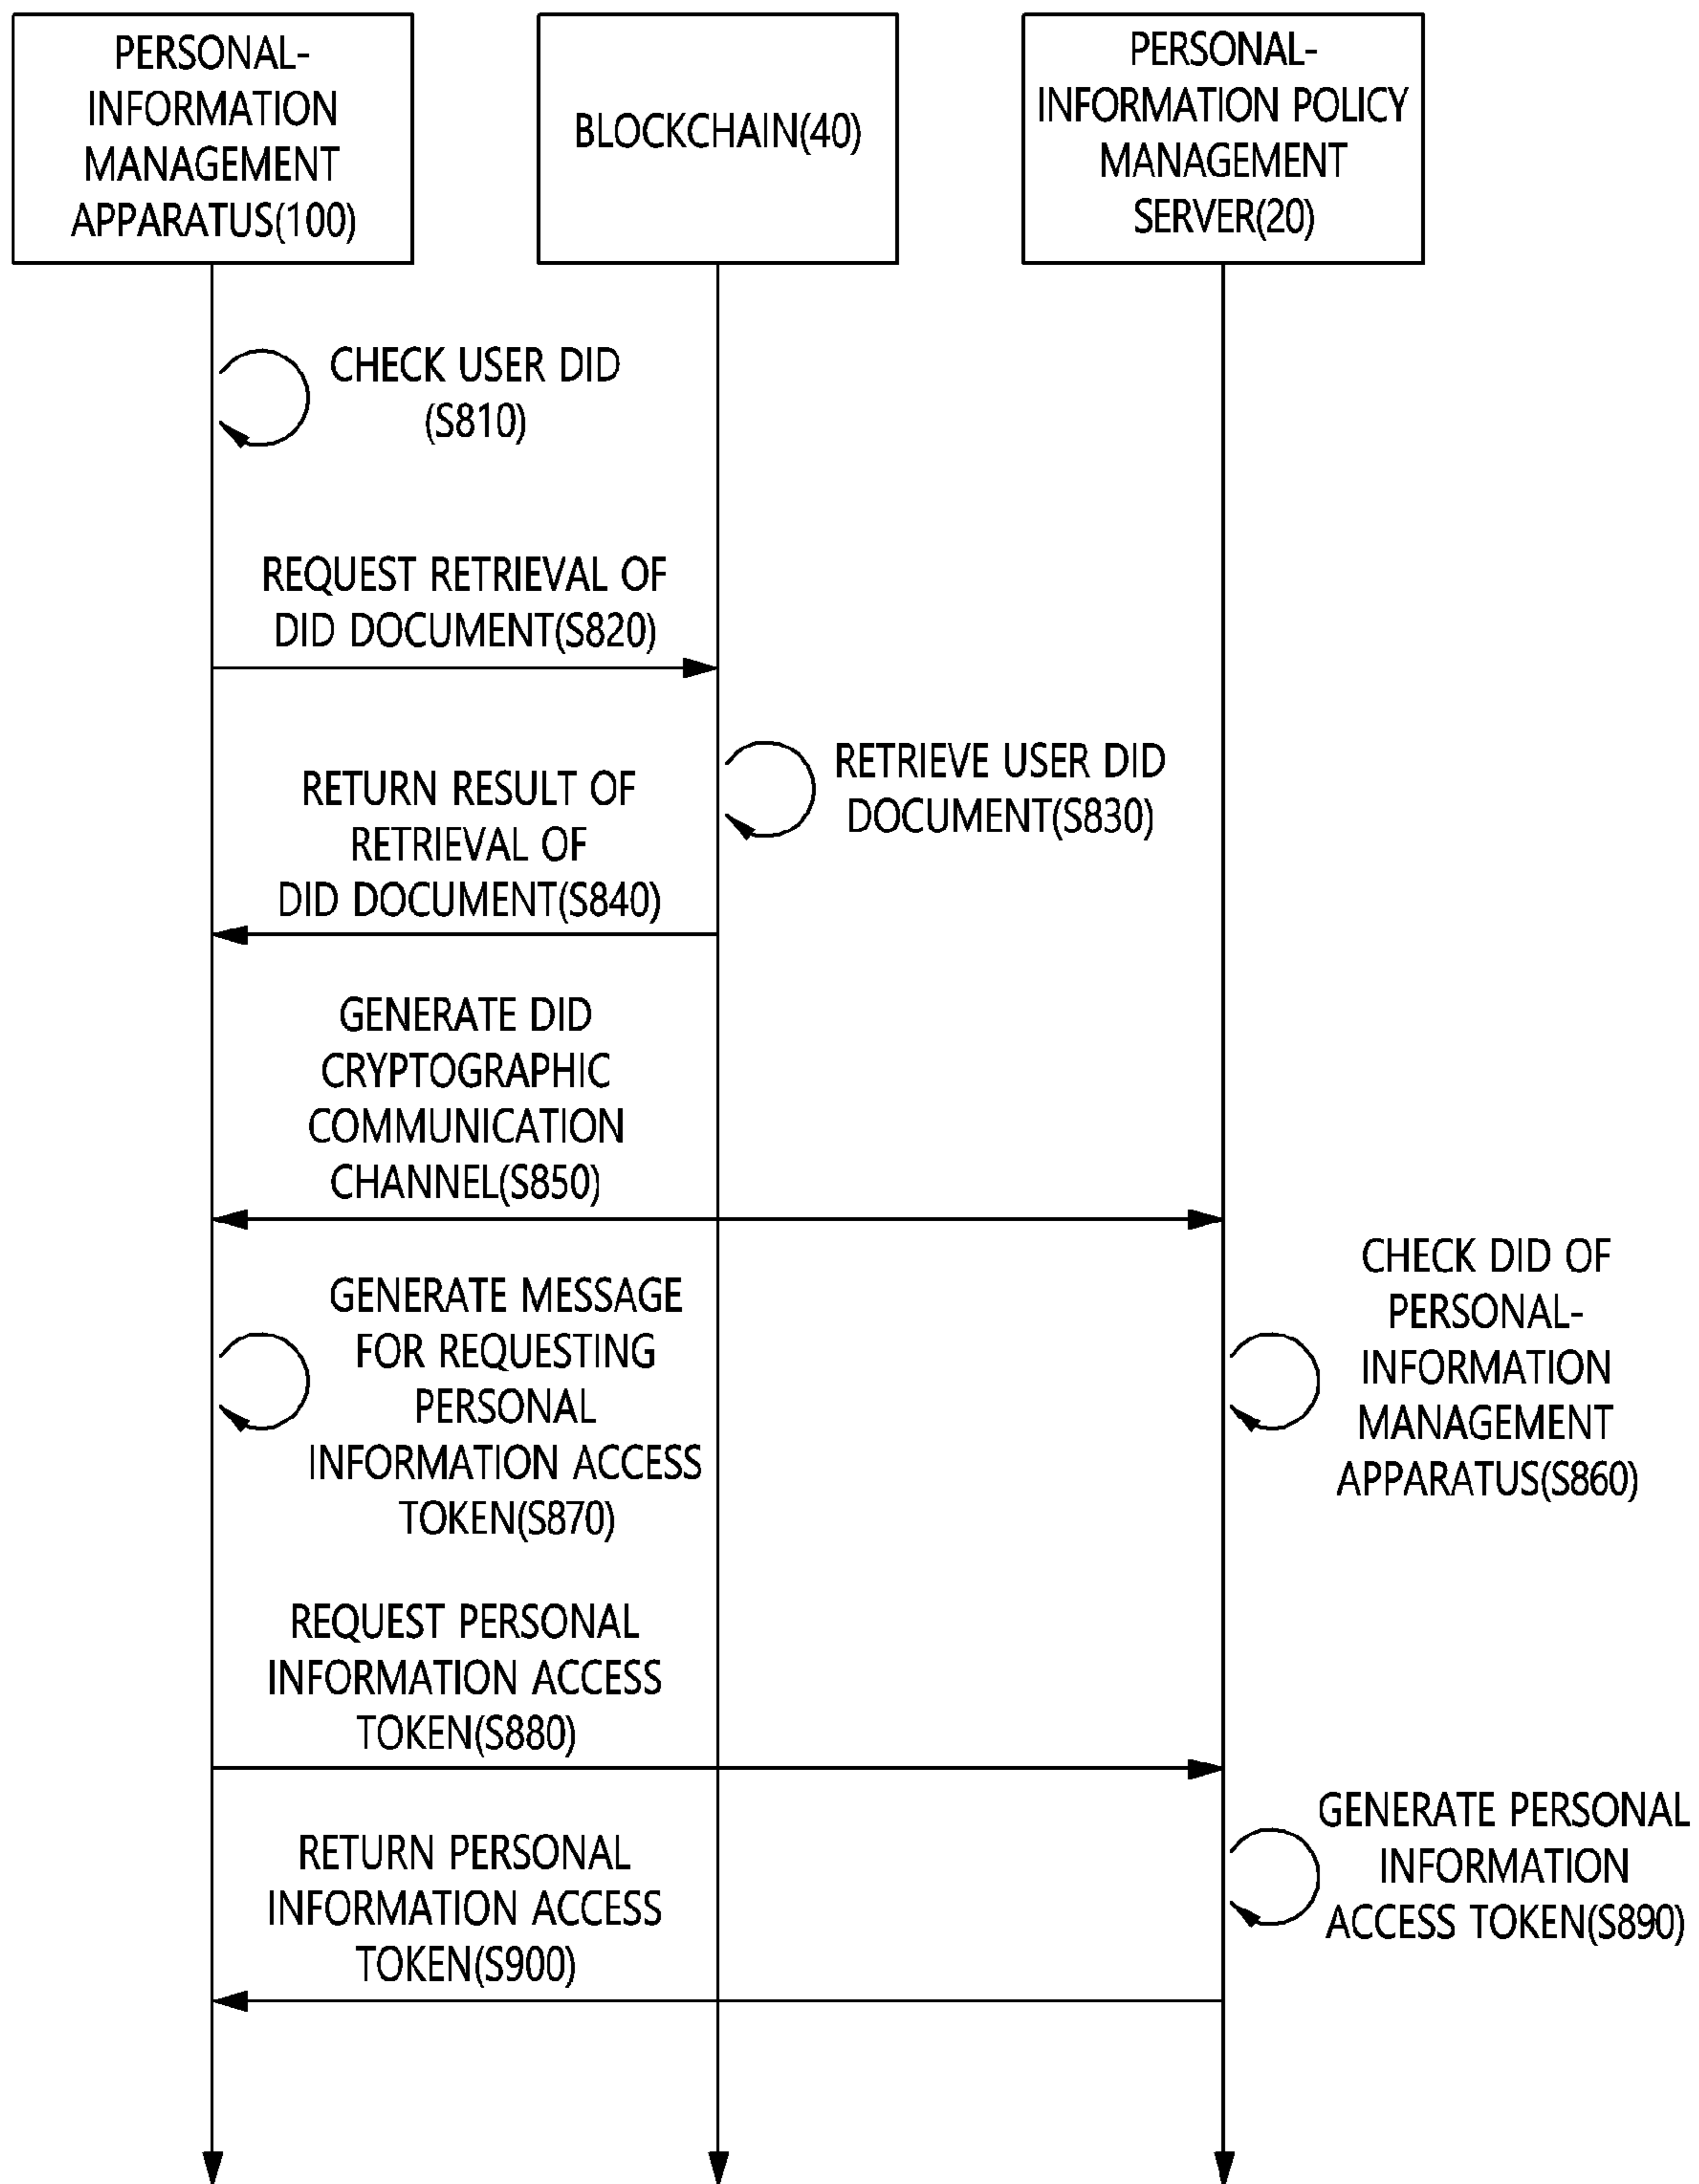 PERSONAL-
INFORMATION
MANAGEMENT
APPARATUS(100)
BLOCKCHAIN(40)
PERSONAL-
INFORMATION POLICY
MANAGEMENT
SERVER(20)
CHECK USER DID
(S810)
REQUEST RETRIEVAL OF
DID DOCUMENT(S820)
RETRIEVE USER DID
DOCUMENT(S830)
RETURN RESULT OF
RETRIEVAL OF
DID DOCUMENT(S840)
GENERATE DID
CRYPTOGRAPHIC
COMMUNICATION
CHANNEL(S850)
CHECK DID OF
PERSONAL-
INFORMATION
MANAGEMENT
APPARATUS(S860)
GENERATE MESSAGE
FOR REQUESTING
PERSONAL
INFORMATION ACCESS
TOKEN(S870)
REQUEST PERSONAL
INFORMATION ACCESS
TOKEN(S880)
GENERATE PERSONAL
INFORMATION
ACCESS TOKEN(S890)
RETURN PERSONAL
INFORMATION ACCESS
TOKEN(S900)